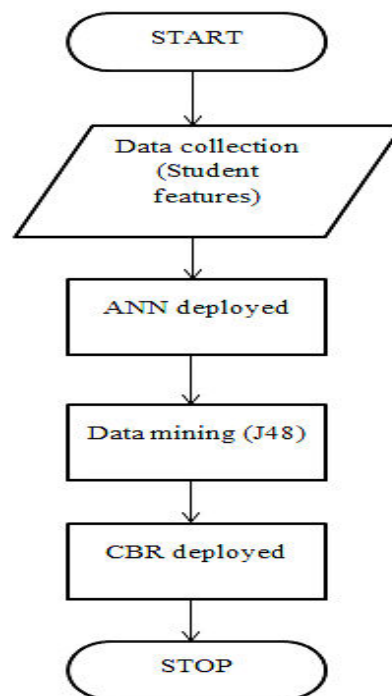 START
Data collection
(Student
features)
ANN deployed
Data mining (J48)
CBR deployed
STOP